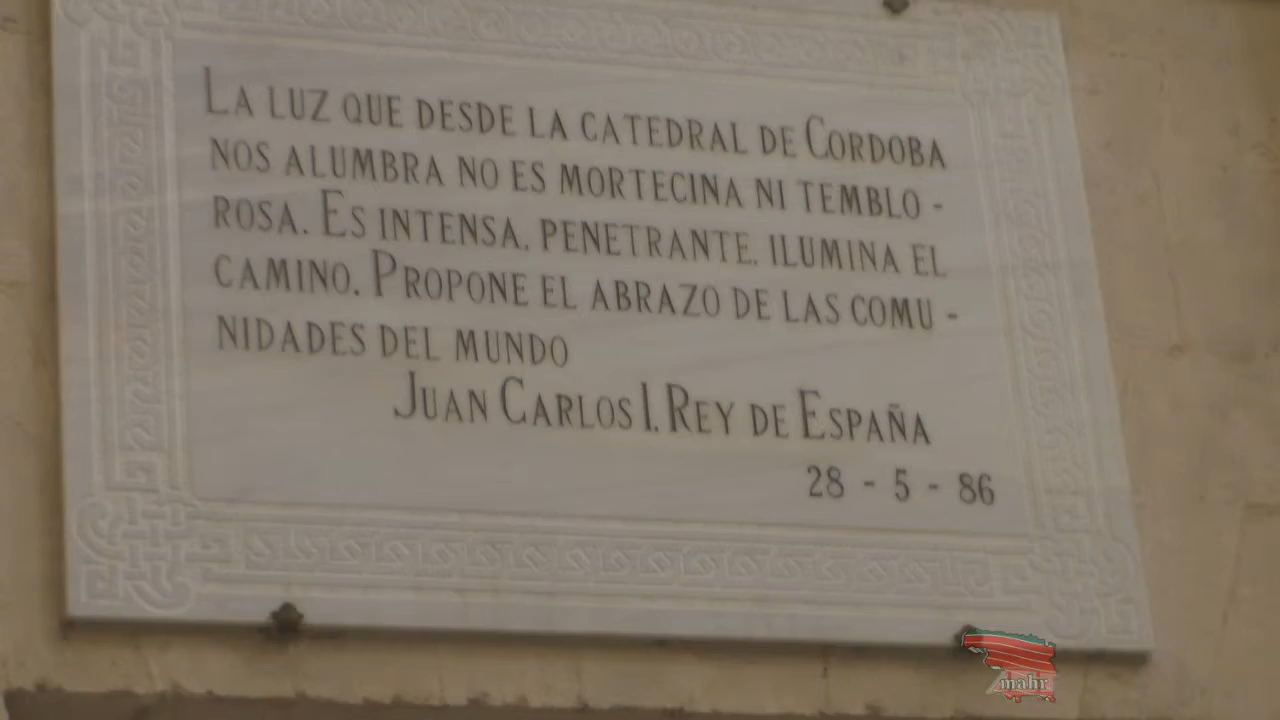 LA LUZ QUE DESDE LA CATEDRAL DE CORDOBA
NOS ALUMBRA NO ES MORTECINA NI TEMBLO -
ROSA. ES INTENSA, PENETRANTE, ILUMINA EL
CAMINO. PROPONE EL ABRAZO DE LAS COMU -
NIDADES DEL MUNDO
JUAN CARLOS I. REY DE ESPAÑA
28 - 5 - 86
mahr